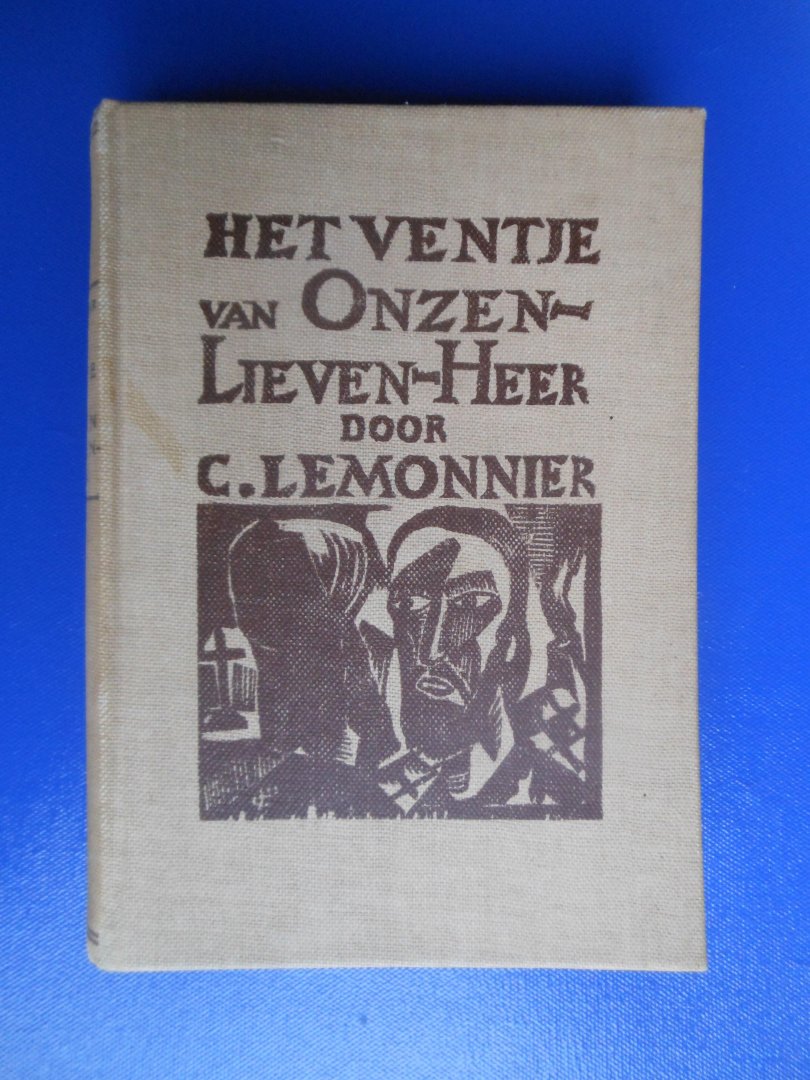 HET VENTJE
VAN ONZEN-
LIEVEN-HEER
DOOR
C. LEMONNIER